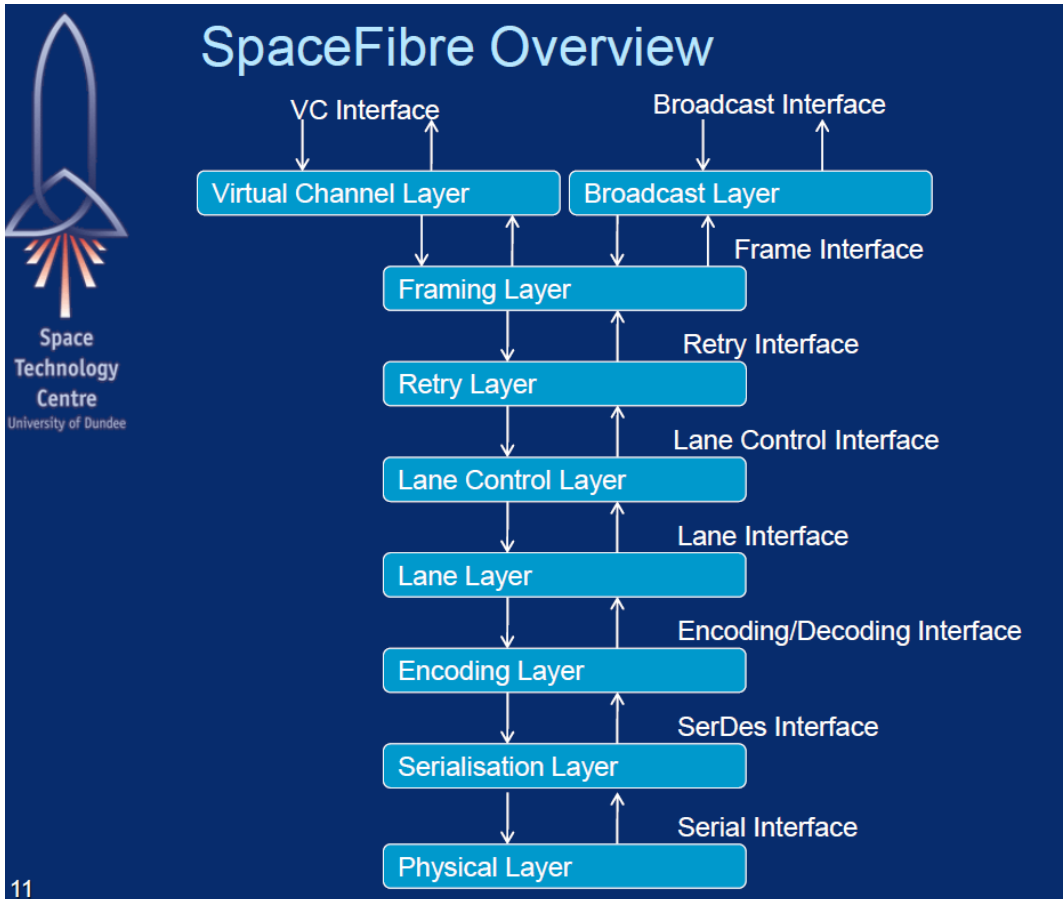 SpaceFibre Overview
VC Interface
Broadcast Interface
Virtual Channel Layer
Broadcast Layer
Frame Interface
Framing Layer
Retry Interface
Retry Layer
Lane Control Interface
Lane Control Layer
Lane Interface
Lane Layer
Encoding/Decoding Interface
Encoding Layer
SerDes Interface
Serialisation Layer
Serial Interface
Physical Layer
Space
Technology
Centre
University of Dundee
11